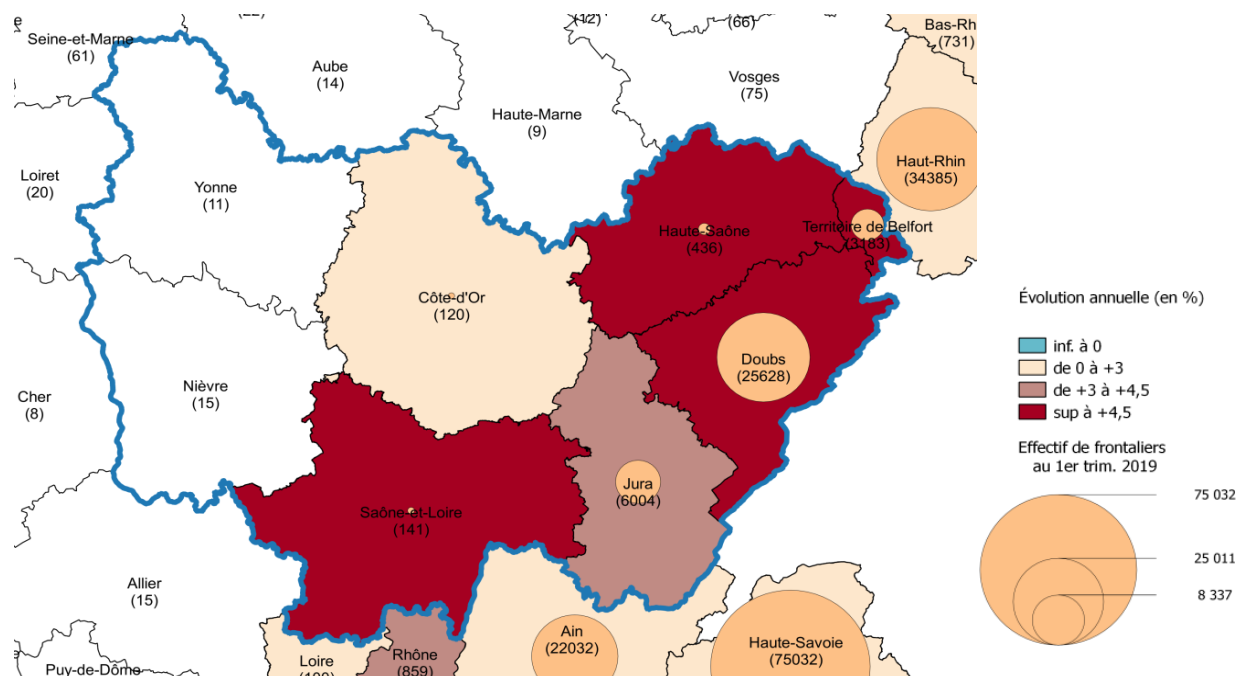 (12)
(66)
Bas-Rh
(731)
Seine-et-Marne
(61)
Aube
(14)
Vosges
(75)
Haute-Marne
(9)
Haut-Rhin
(34385)
Loiret
(20)
Yonne
(11)
Haute-Saône
(436)
Territoire de Belfort
(3183)
Côte-d'Or
(120)
Doubs
(25628)
Nièvre
(15)
Cher
(8)
Jura
(6004)
Saône-et-Loire
(141)
Allier
(15)
Ain
(22032)
Haute-Savoie
(75032)
Loire
Rhône
(859)
Puy-de-Dôme
Évolution annuelle (en %)
inf. à 0
de 0 à +3
de +3 à +4,5
sup à +4,5
Effectif de frontaliers
au 1er trim. 2019
75 032
25 011
8 337